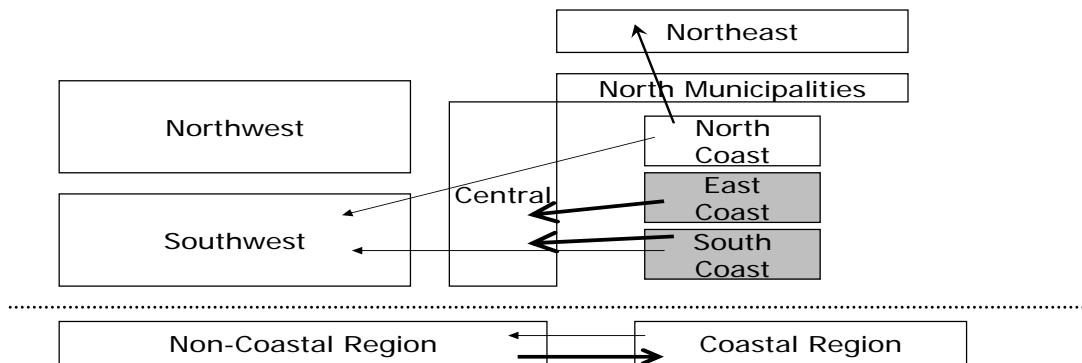 Northeast
North Municipalities
Northwest
North
Coast
East
Coast
Central
Southwest
South
Coast
Non-Coastal Region
Coastal Region